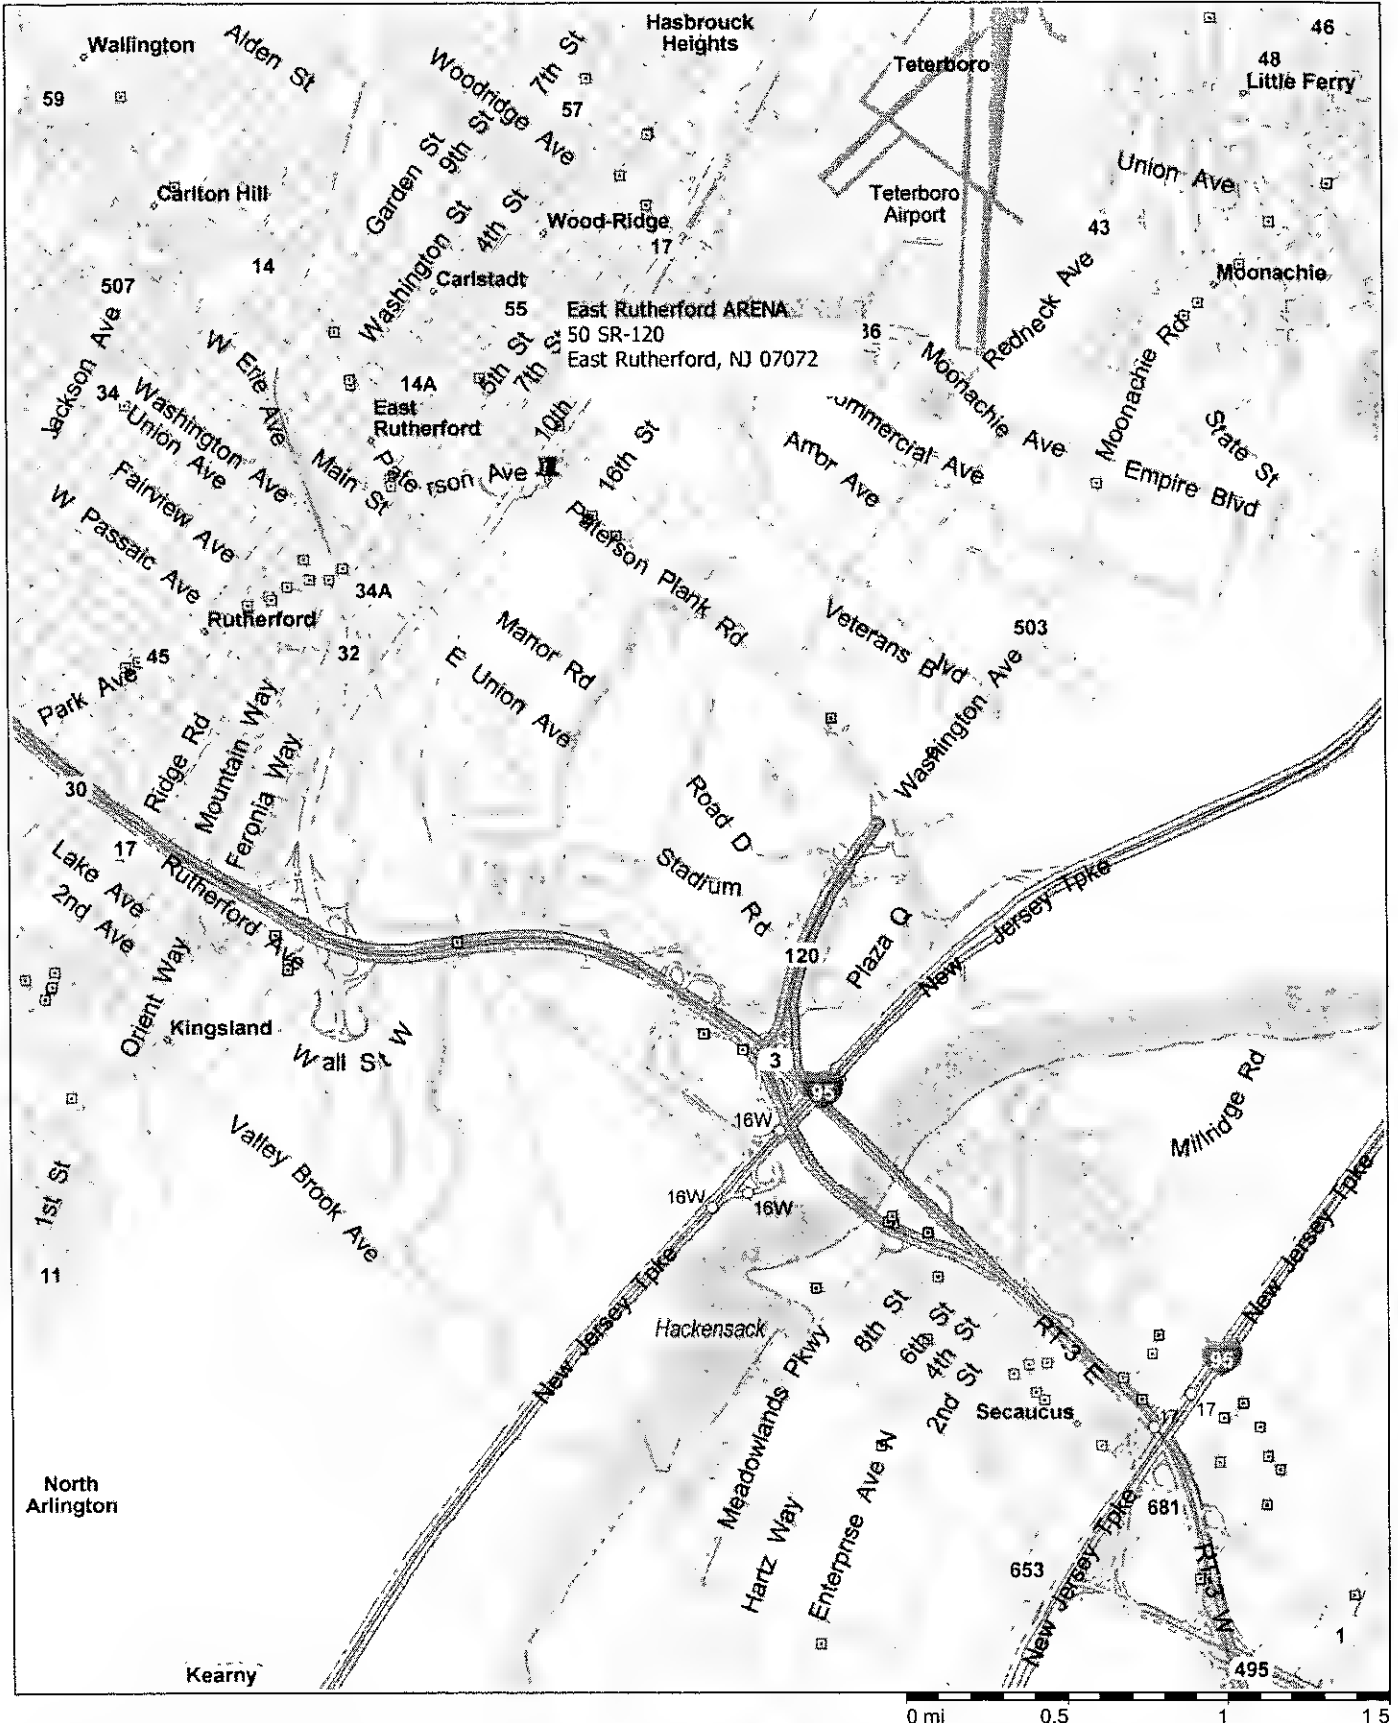 Hasbrouck
Heights
46
Wallington
Alden St
Woodridge Ave
7th St
Teterboro
48
Little Ferry
59
57
9th St
Garden St
Union Ave
Carlton Hill
4th St
Wood-Ridge
Teterboro
Airport
43
Washington St
17
14
Carlstadt
Redneck Ave
Moonachie
507
55
East Rutherford ARENA
50 SR-120
East Rutherford, NJ 07072
36
Jackson Ave
W Erie Ave
5th St
7th St
Moonachie Ave
Moonachie Rd
34
Washington Ave
14A
Union Ave
East
Rutherford
10th
16th St
ommercial Ave
Amor Ave
State St
Empire Blvd
Fairview Ave
Main St
Pate rson Ave
W Passaic Ave
Paterson Plank Rd
34A
Rutherford
Manor Rd
Veterans Blvd
503
45
32
E Union Ave
Washington Ave
Park Ave
Ridge Rd
Mountain Way
Feronia Way
30
Road D
17
Lake Ave
Rutherford Ave
Stadium Rd
New Jersey Tpke
2nd Ave
Plaza Q
120
Orient Way
Kingsland
Wall St W
3
95
Millridge Rd
16W
Valley Brook Ave
1st St
16W
16W
New Jersey Tpke
11
New Jersey Tpke
Hackensack
8th St
6th St
4th St
2nd St
RT-3 E
95
Meadowlands Pkwy
Secaucus
17
17
North
Arlington
Enterprise Ave N
Hartz Way
681
New Jersey Tpke
653
RT-3 W
1
Kearny
495
0 mi 0.5 1 1 5